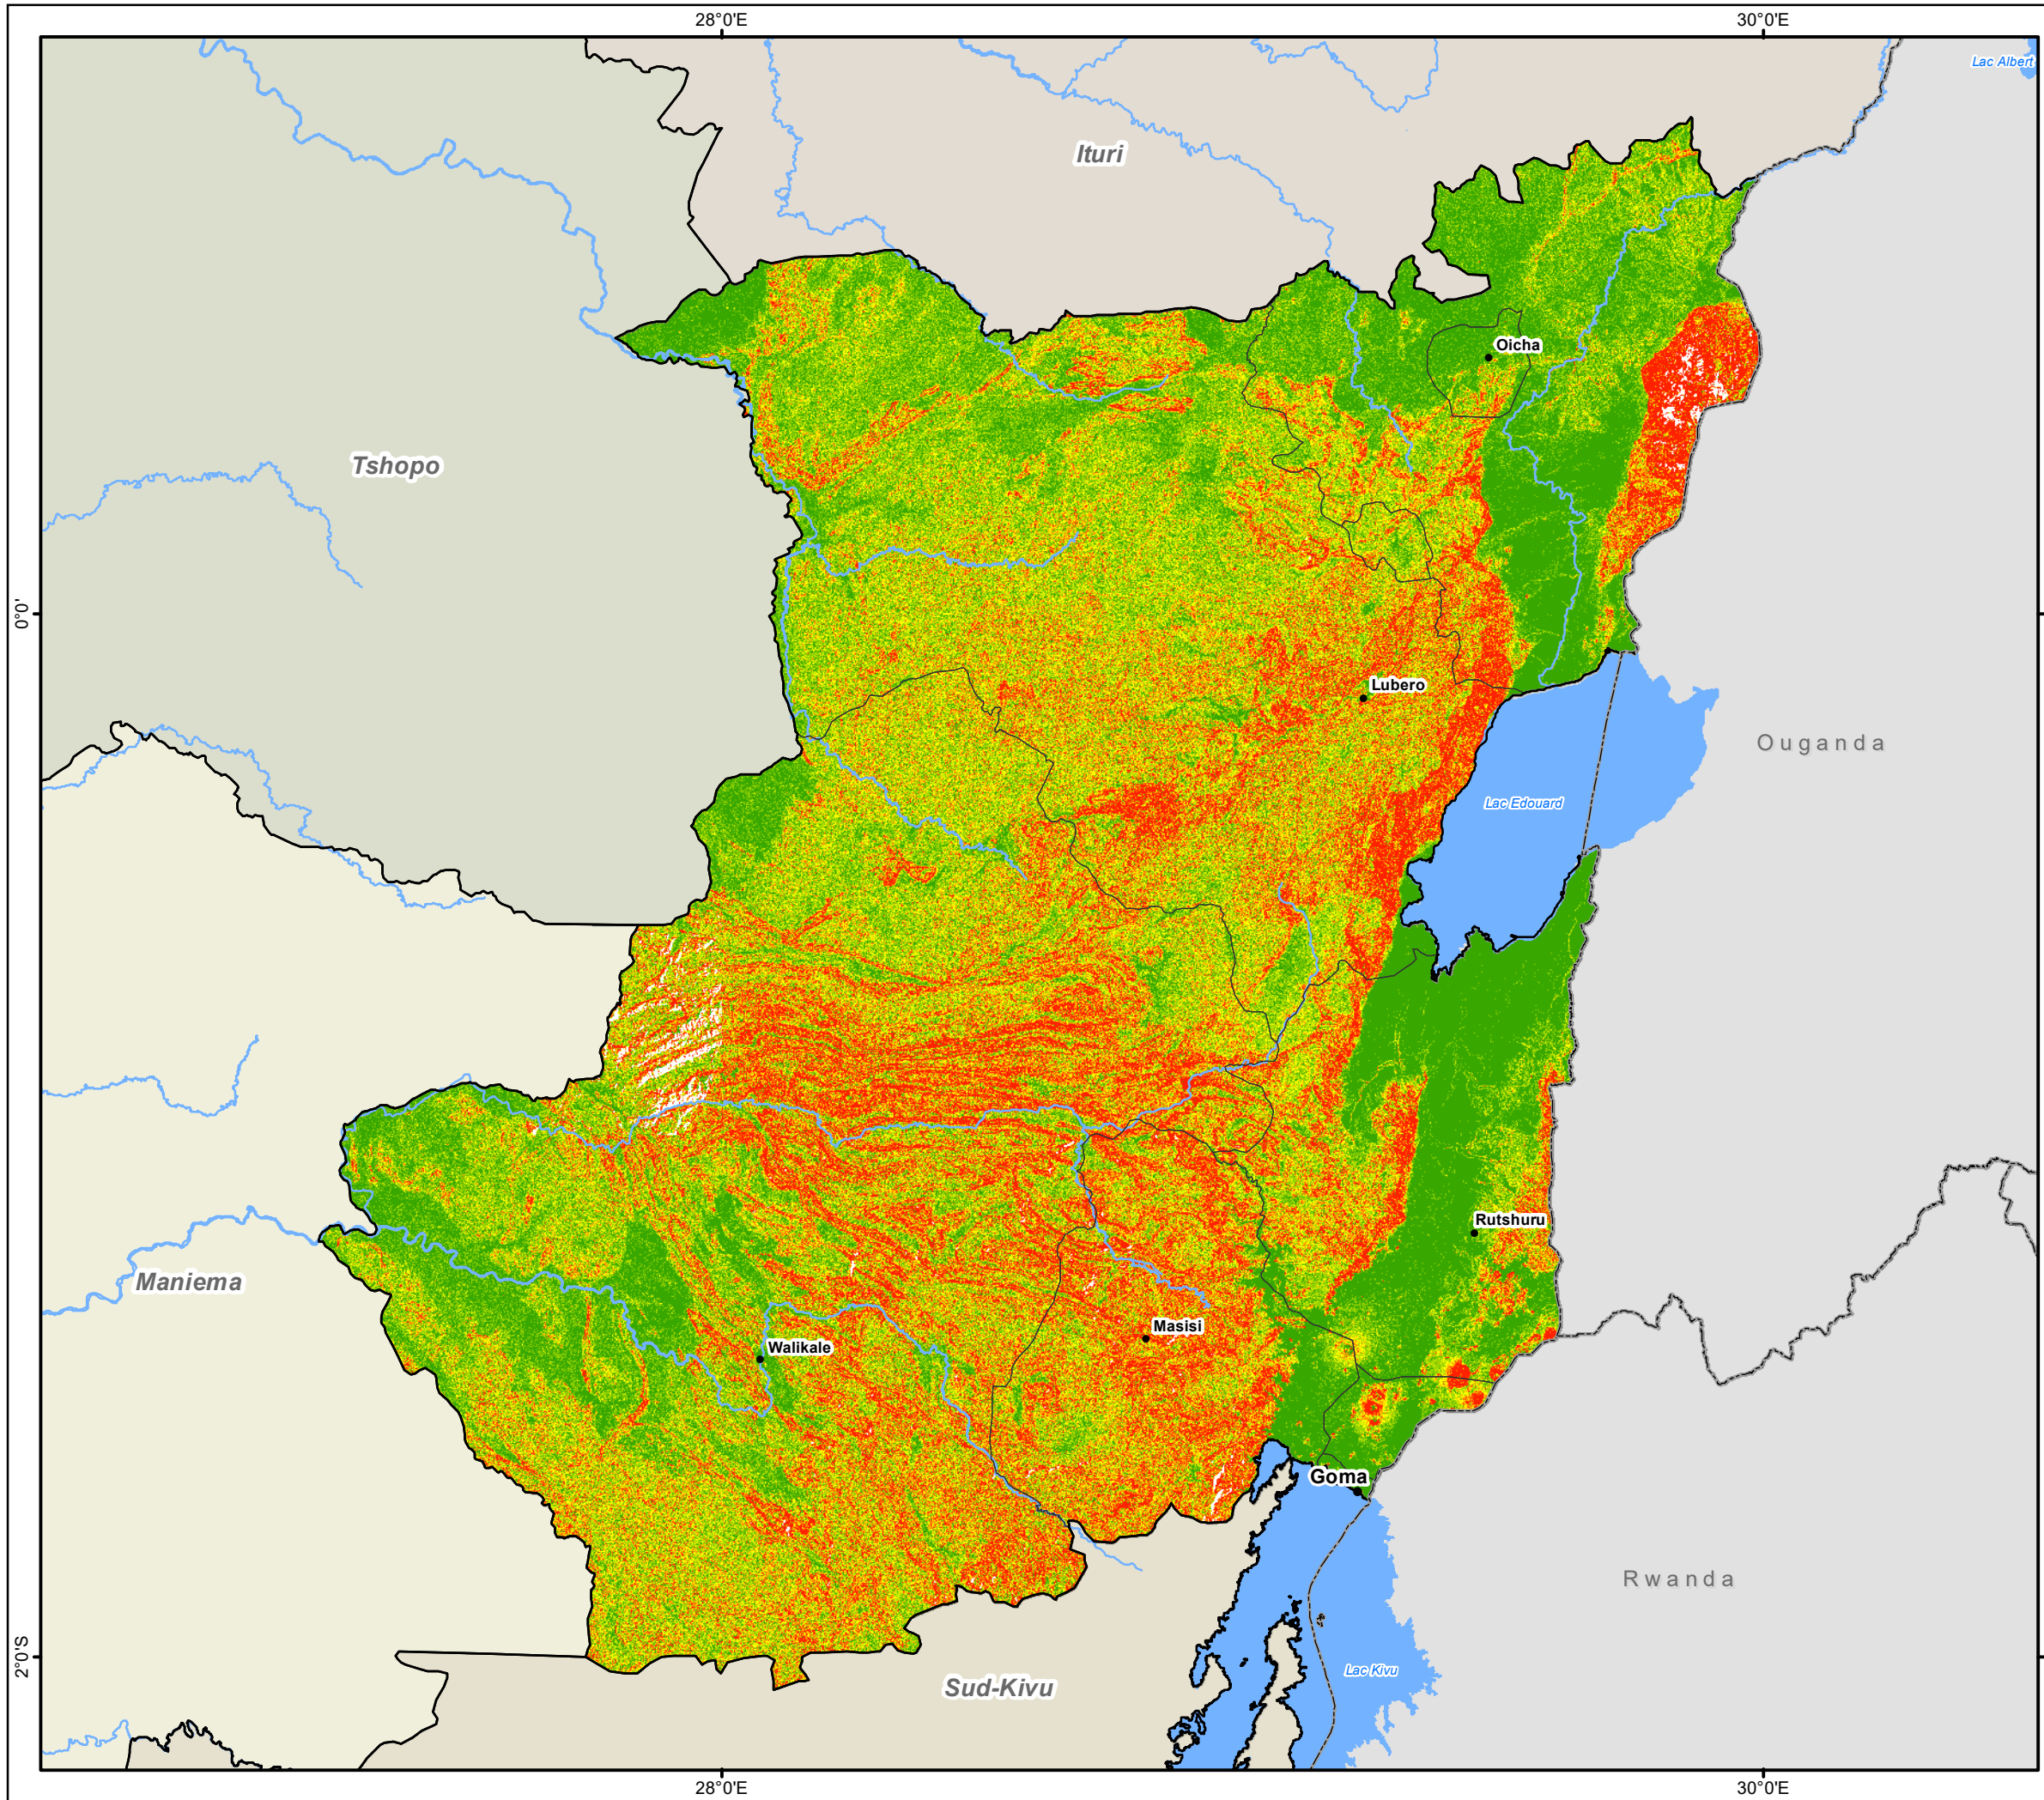 28°0'E
30°0'E
Lac Albert
Ituri
Oicha
Tshopo
0°0'
Lubero
Ouganda
Lac Edouard
Rutshuru
Maniema
Masisi
Walikale
Goma
Rwanda
2°0'S
Lac Kivu
Sud-Kivu
28°0'E
30°0'E